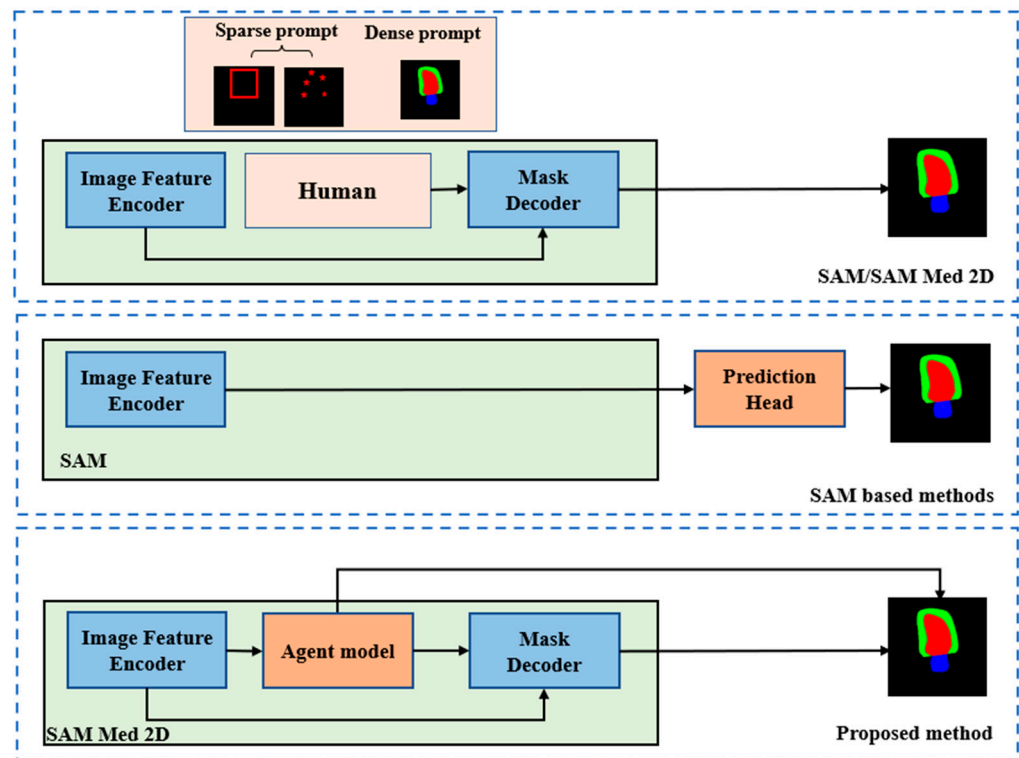 Sparse prompt
Dense prompt
Image Feature
Encoder
Human
Mask
Decoder
SAM/SAM Med 2D
Image Feature
Encoder
Prediction
Head
SAM
SAM based methods
Image Feature
Encoder
Agent model
Mask
Decoder
SAM Med 2D
Proposed method